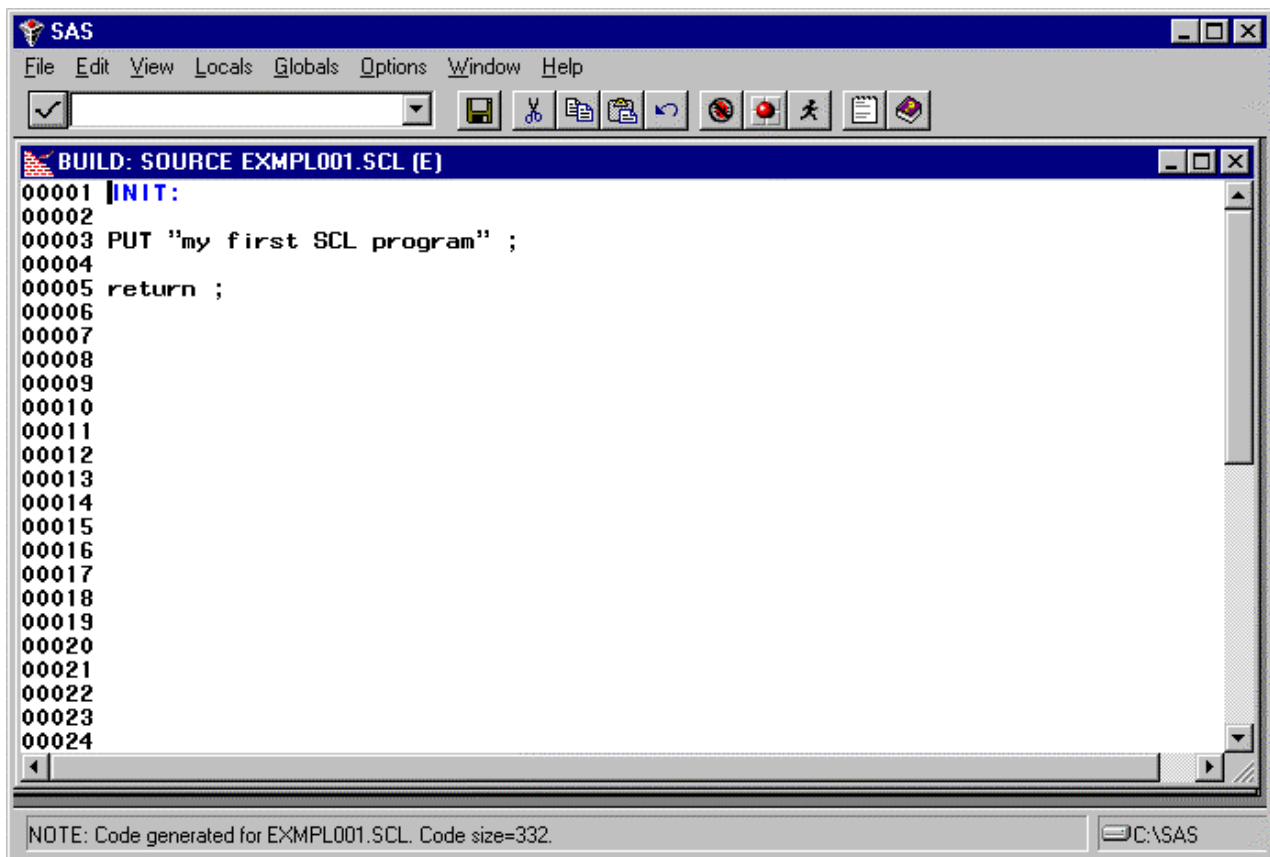 SAS
File Edit View Locals Globals Options Window Help
BUILD: SOURCE EXMPL001.SCL (E)
00001 INIT:
00002
00003 PUT "my first SCL program" ;
00004
00005 return ;
00006
00007
00008
00009
00010
00011
00012
00013
00014
00015
00016
00017
00018
00019
00020
00021
00022
00023
00024
NOTE: Code generated for EXMPL001.SCL. Code size=332.
C:\SAS